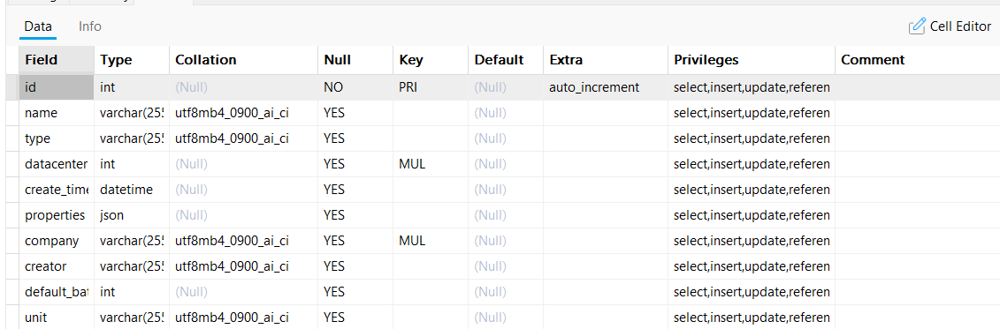 Data Info Cell Editor
Field Type Collation Null Key Default Extra Privileges Comment
id int (Null) NO PRI (Null) auto_increment select,insert,update,referen
name varchar(255 utf8mb4_0900_ai_ci YES (Null) select,insert,update,referen
type varchar(255 utf8mb4_0900_ai_ci YES (Null) select,insert,update,referen
datacenter int (Null) YES MUL (Null) select,insert,update,referen
create_time datetime (Null) YES (Null) select,insert,update,referen
properties json (Null) YES (Null) select,insert,update,referen
company varchar(255 utf8mb4_0900_ai_ci YES MUL (Null) select,insert,update,referen
creator varchar(255 utf8mb4_0900_ai_ci YES (Null) select,insert,update,referen
default_bat int (Null) YES (Null) select,insert,update,referen
unit varchar(255 utf8mb4_0900_ai_ci YES (Null) select,insert,update,referen